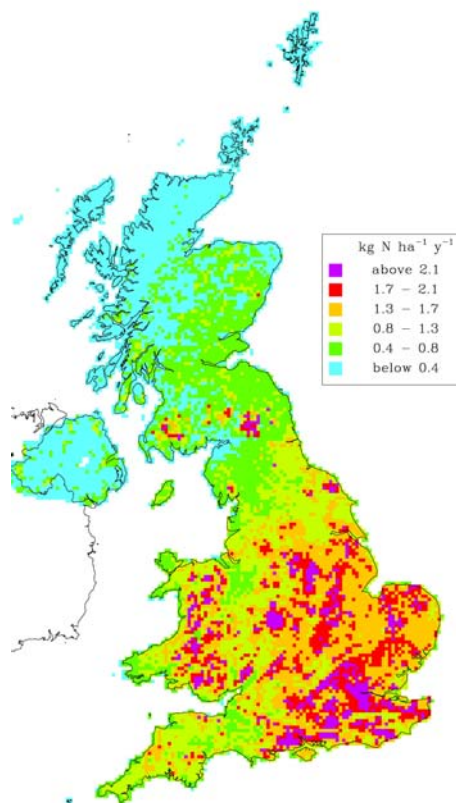 kg N ha⁻¹ y⁻¹
above 2.1
1.7 – 2.1
1.3 – 1.7
0.8 – 1.3
0.4 – 0.8
below 0.4